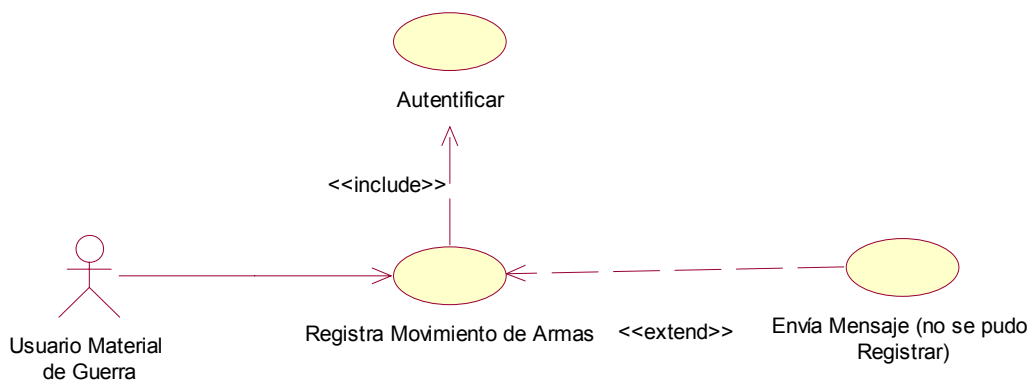 Autentificar
<<include>>
Registra Movimiento de Armas
<<extend>>
Envía Mensaje (no se pudo
Registrar)
Usuario Material
de Guerra